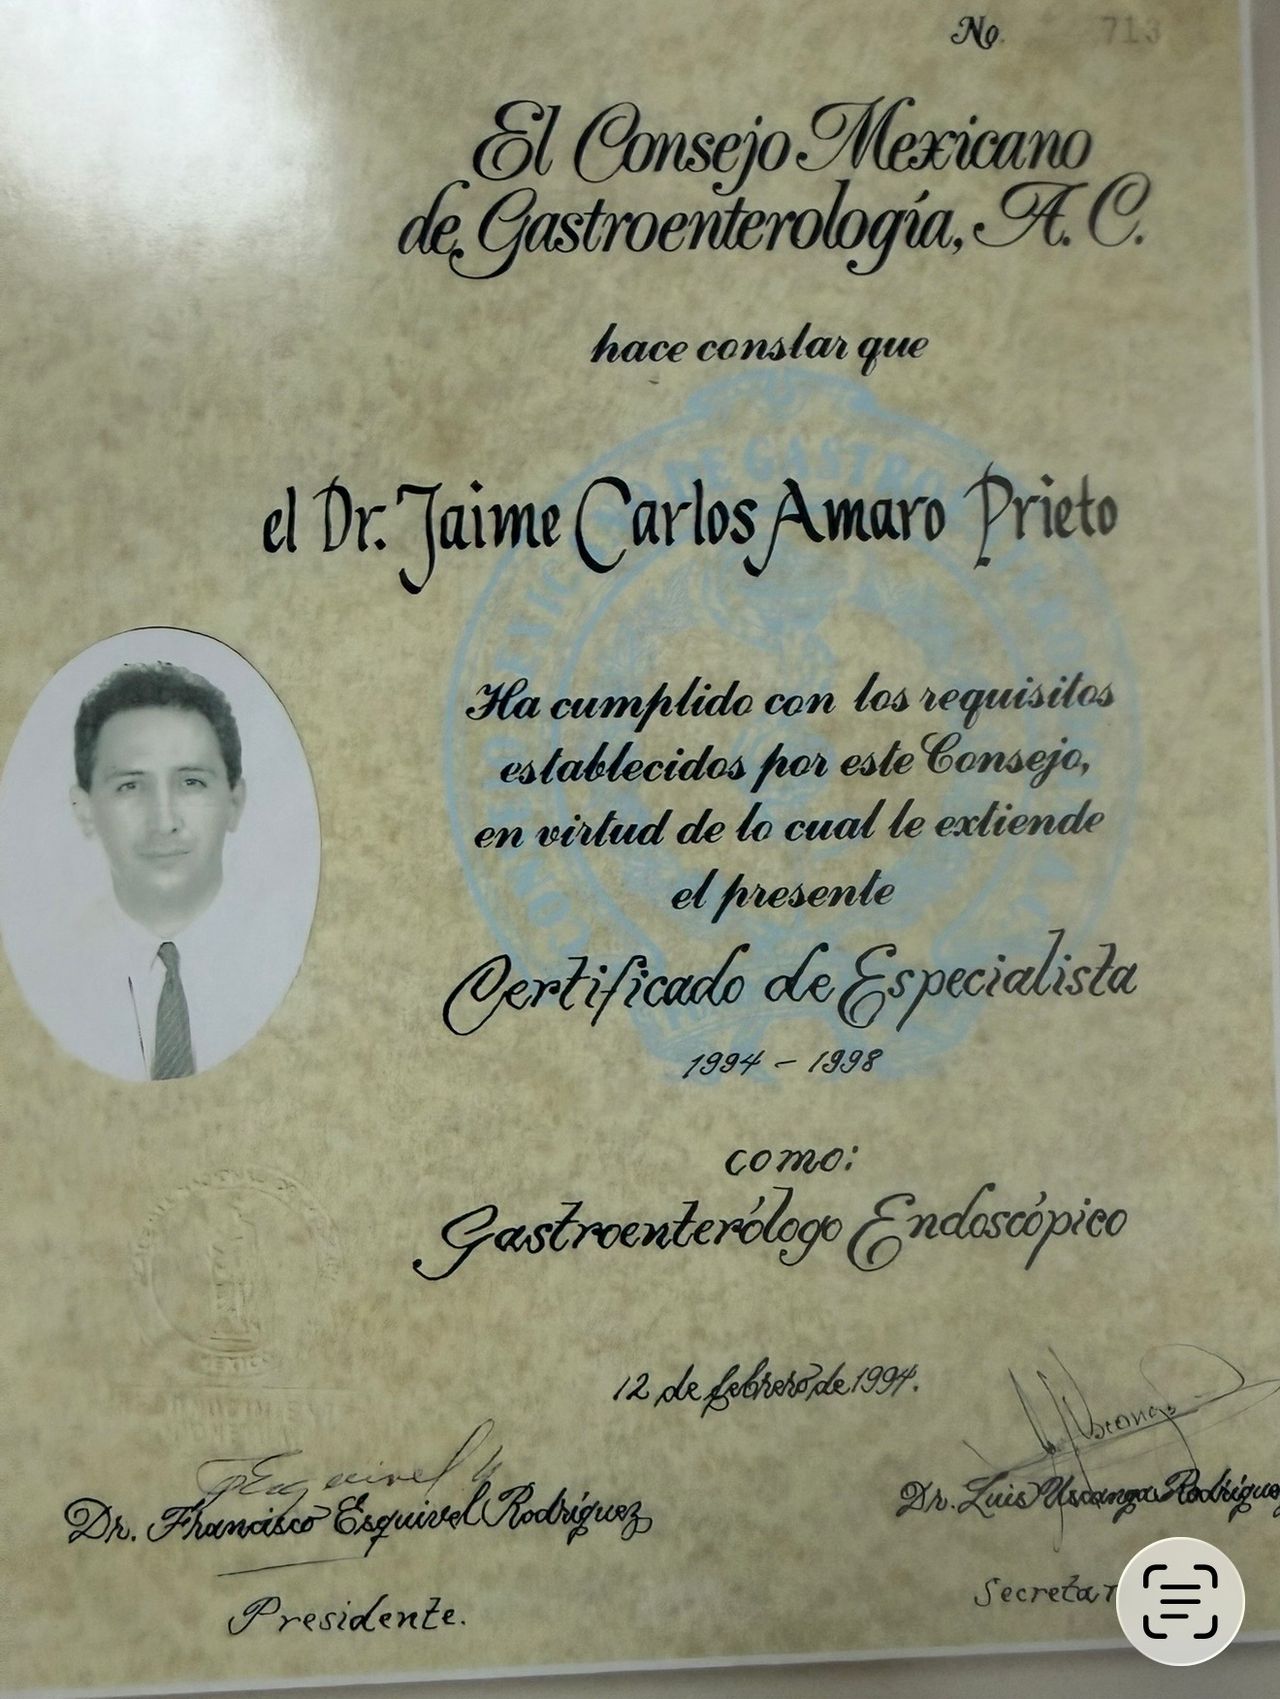 No. 713
El Consejo Mexicano
de Gastroenterología, A. C.
hace constar que
el Dr. Jaime Carlos Amaro Prieto
Ha cumplido con los requisitos
establecidos por este Consejo,
en virtud de lo cual le extiende
el presente
Certificado de Especialista
1994 - 1998
como:
Gastroenterólogo Endoscópico
12 de febrero de 1994.
Dr. Francisco Esquivel Rodríguez
Dr. Luis Uscanga Rodríguez
Presidente.